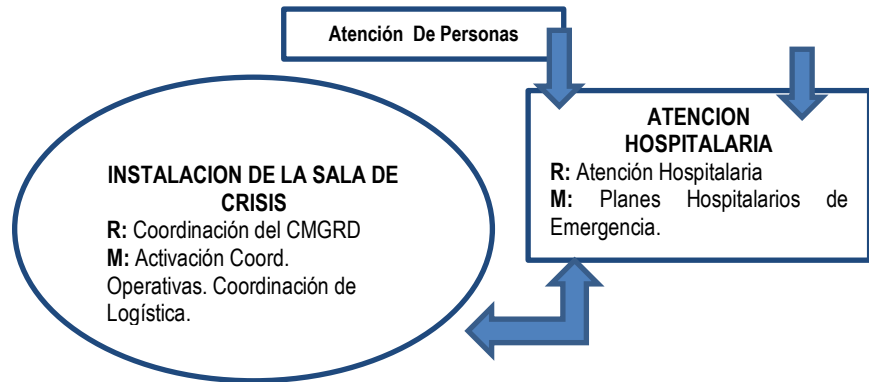 Atención De Personas
INSTALACION DE LA SALA DE
CRISIS
R: Coordinación del CMGRD
M: Activación Coord.
Operativas. Coordinación de
Logística.
ATENCION
HOSPITALARIA
R: Atención Hospitalaria
M: Planes Hospitalarios de
Emergencia.